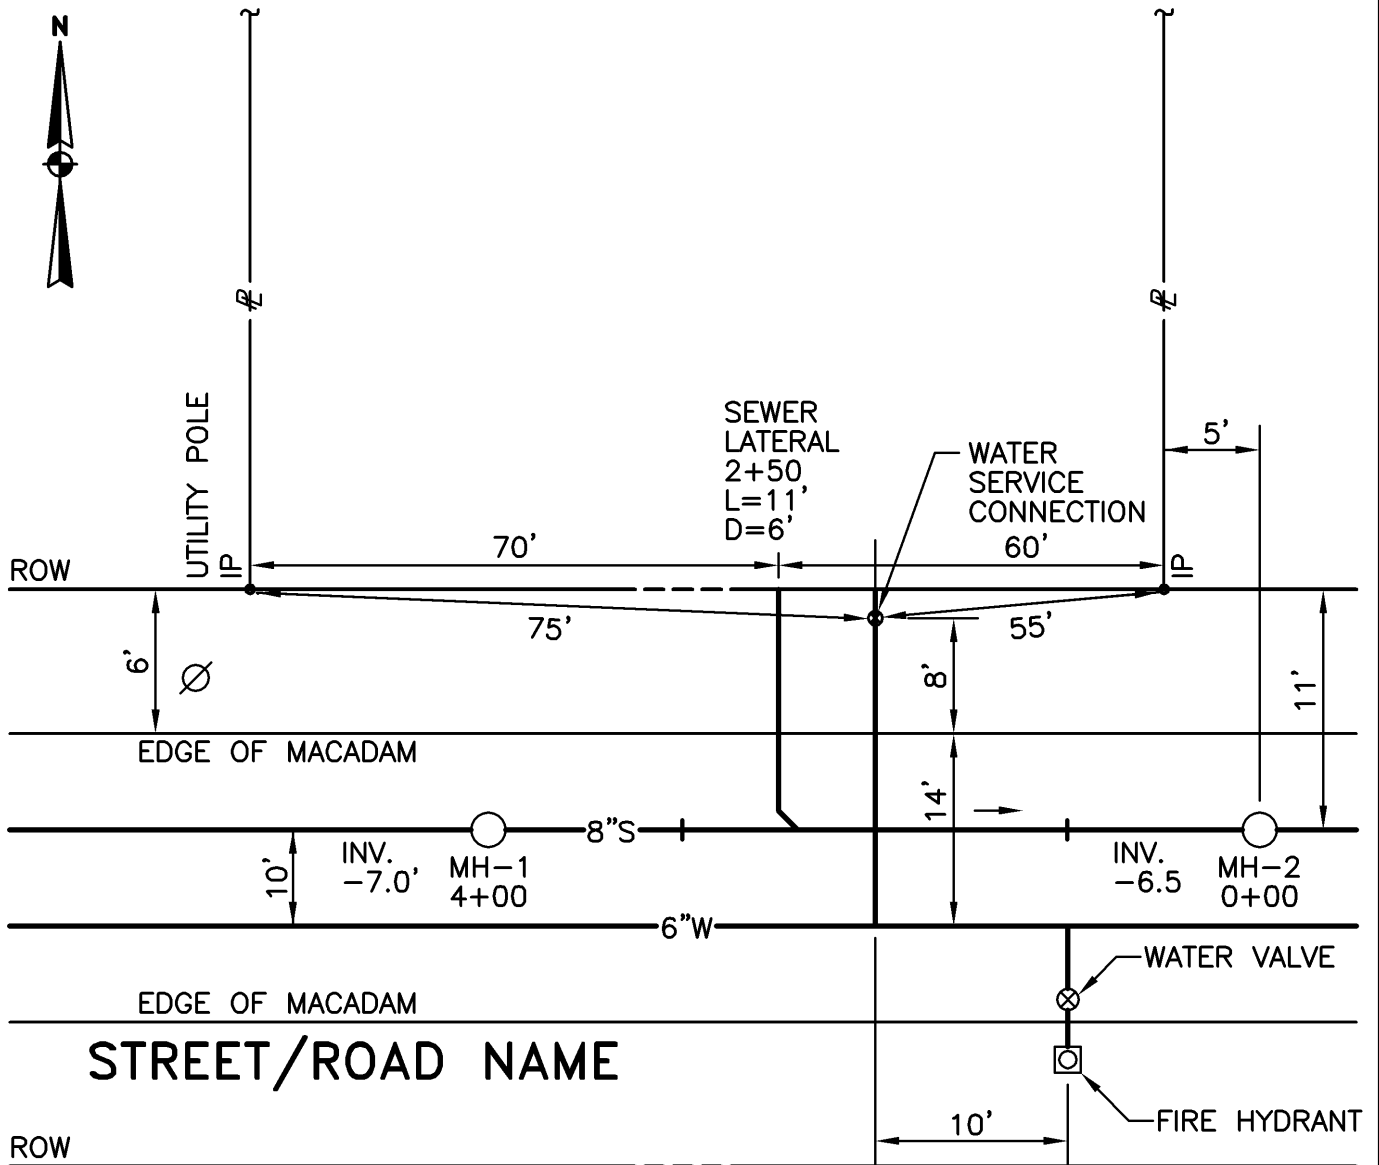 N
PL
PL
UTILITY POLE
IP
SEWER
LATERAL
2+50
L=11'
D=6'
WATER
SERVICE
CONNECTION
5'
70'
60'
IP
ROW
75'
55'
6'
8'
11'
EDGE OF MACADAM
14'
8"S
10'
INV.
-7.0'
MH-1
4+00
INV.
-6.5
MH-2
0+00
6"W
WATER VALVE
EDGE OF MACADAM
STREET/ROAD NAME
FIRE HYDRANT
10'
ROW